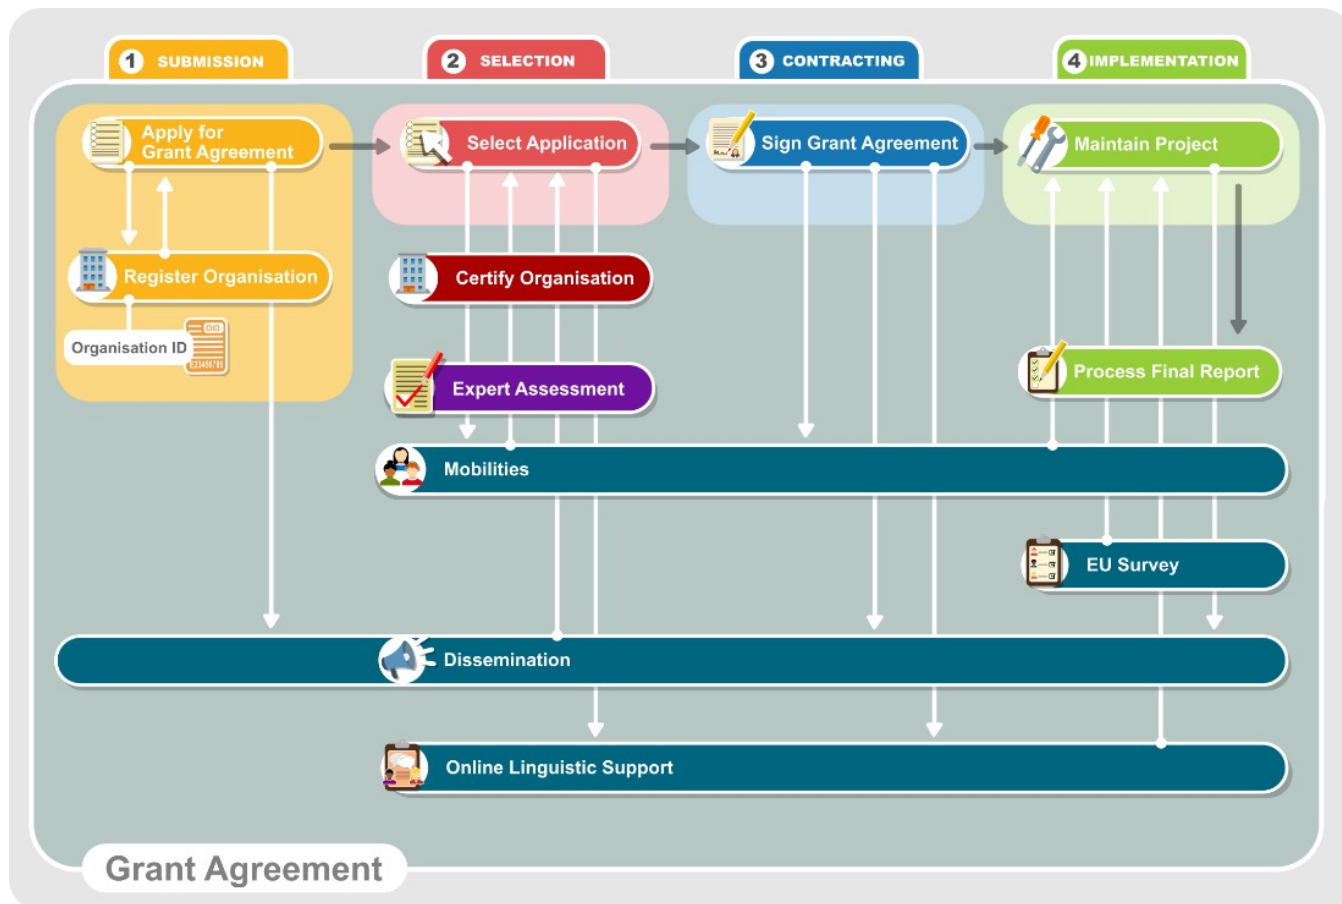 1 SUBMISSION
2 SELECTION
3 CONTRACTING
4 IMPLEMENTATION
Apply for
Grant Agreement
Select Application
Sign Grant Agreement
Maintain Project
Register Organisation
Certify Organisation
Organisation ID
OID
E23456789
Expert Assessment
Process Final Report
Mobilities
EU Survey
Dissemination
Online Linguistic Support
Grant Agreement